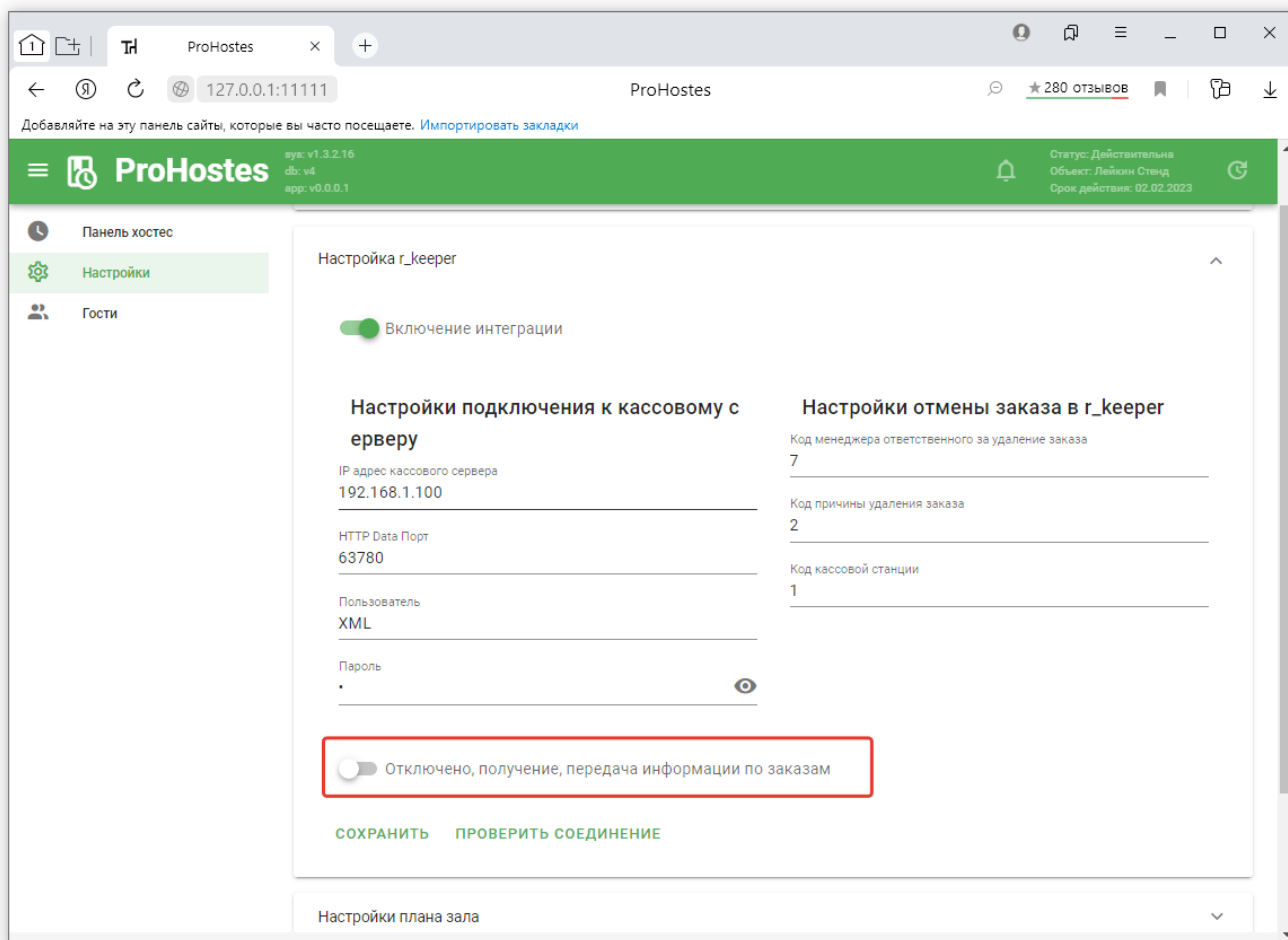 1
ProHostes
Я
127.0.0.1:11111
ProHostes
280 отзывов
Добавляйте на эту панель сайты, которые вы часто посещаете. Импортировать закладки
ProHostes
sys: v1.3.2.16
db: v4
app: v0.0.0.1
Статус: Действительна
Объект: Лейкин Стенд
Срок действия: 02.02.2023
Панель хостес
Настройки
Гости
Настройка r_keeper
Включение интеграции
Настройки подключения к кассовому с
ерверу
IP адрес кассового сервера
192.168.1.100
HTTP Data Порт
63780
Пользователь
XML
Пароль
Настройки отмены заказа в r_keeper
Код менеджера ответственного за удаление заказа
7
Код причины удаления заказа
2
Код кассовой станции
1
Отключено, получение, передача информации по заказам
СОХРАНИТЬ ПРОВЕРИТЬ СОЕДИНЕНИЕ
Настройки плана зала